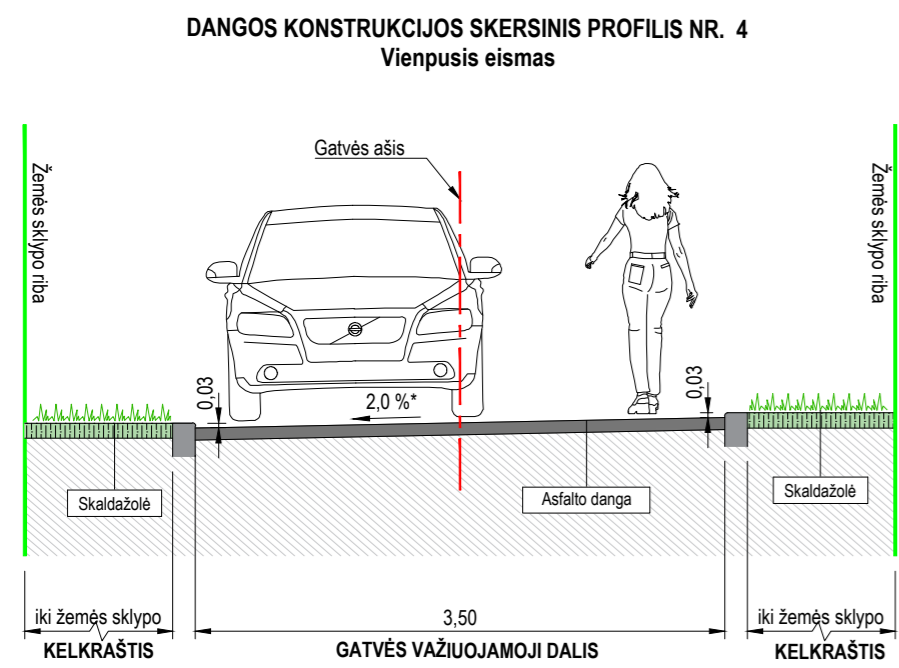 DANGOS KONSTRUKCIJOS SKERSINIS PROFILIS NR. 4
Vienpusis eismas
Gatvės ašis
Žemės sklypo riba
Žemės sklypo riba
0,03
2,0 %*
0,03
Skaldažolė
Asfalto danga
Skaldažolė
iki žemės sklypo
3,50
iki žemės sklypo
KELKRAŠTIS
GATVĖS VAŽIUOJAMOJI DALIS
KELKRAŠTIS